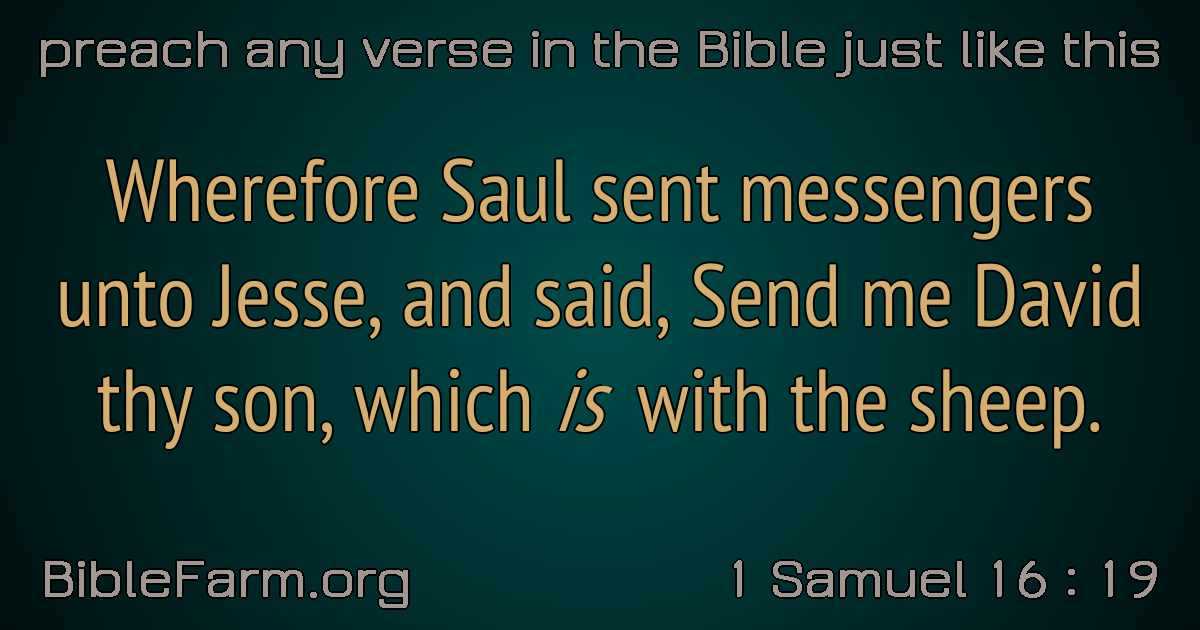 preach any verse in the Bible just like this
Wherefore Saul sent messengers
unto Jesse, and said, Send me David
thy son, which is with the sheep.
BibleFarm.org
1 Samuel 16 : 19